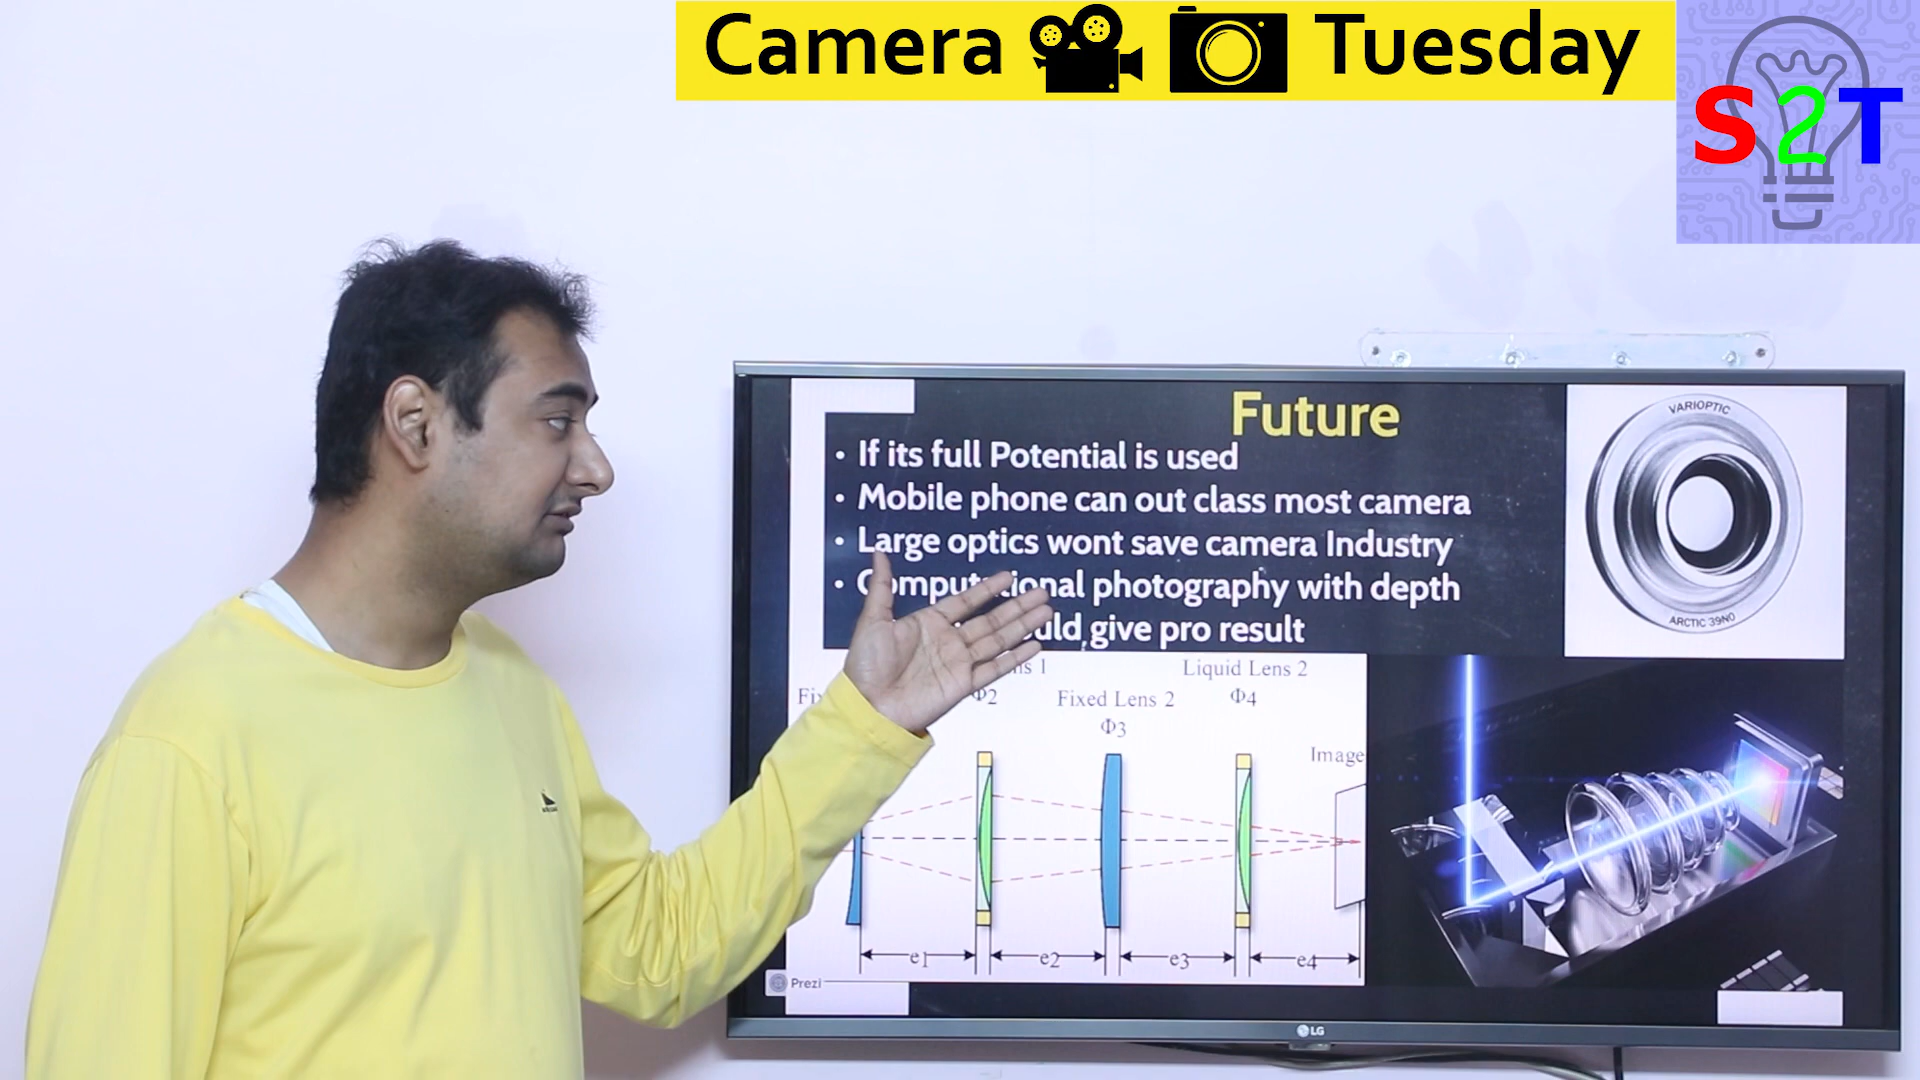 Camera Tuesday
S2T
Future
• If its full Potential is used
• Mobile phone can out class most camera
• Large optics wont save camera Industry
• photography with depth
give pro result
VARIOPTIC
ARCTIC 39N0
Liquid Lens 2
Φ2 Fixed Lens 2 Φ4
Φ3
Image
e1 e2 e3 e4
Prezi
LG